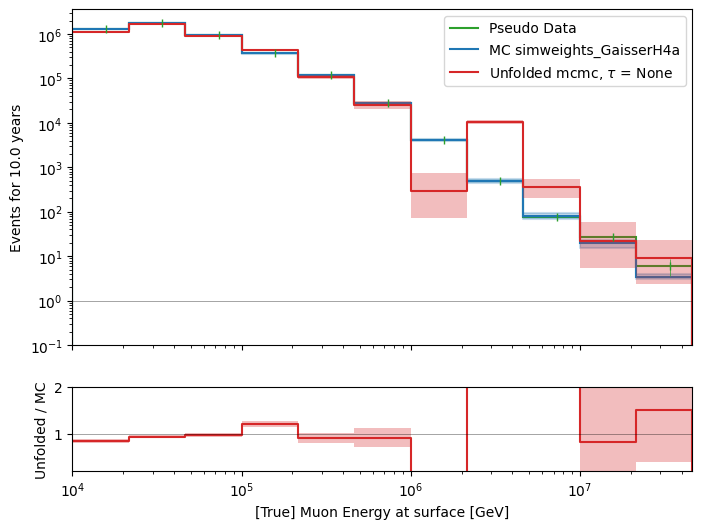 Pseudo Data
MC simweights_GaisserH4a
Unfolded mcmc, τ = None
Events for 10.0 years
10⁶
10⁵
10⁴
10³
10²
10¹
10⁰
10⁻¹
Unfolded / MC
2
1
10⁴
10⁵
10⁶
10⁷
[True] Muon Energy at surface [GeV]